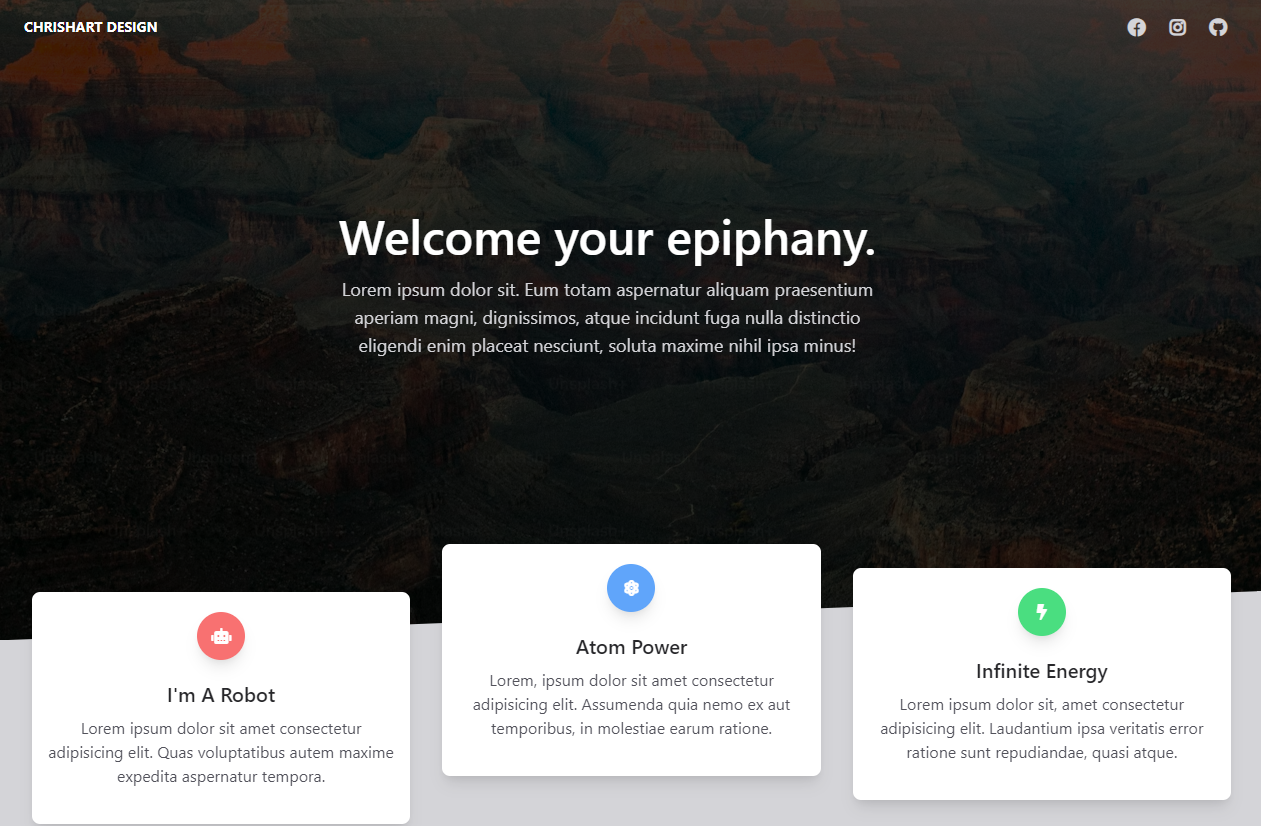 CHRISHART DESIGN
Welcome your epiphany.
Lorem ipsum dolor sit. Eum totam aspernatur aliquam praesentium
aperiam magni, dignissimos, atque incidunt fuga nulla distinctio
eligendi enim placeat nesciunt, soluta maxime nihil ipsa minus!
I'm A Robot
Lorem ipsum dolor sit amet consectetur
adipisicing elit. Quas voluptatibus autem maxime
expedita aspernatur tempora.
Atom Power
Lorem, ipsum dolor sit amet consectetur
adipisicing elit. Assumenda quia nemo ex aut
temporibus, in molestiae earum ratione.
Infinite Energy
Lorem ipsum dolor sit, amet consectetur
adipisicing elit. Laudantium ipsa veritatis error
ratione sunt repudiandae, quasi atque.